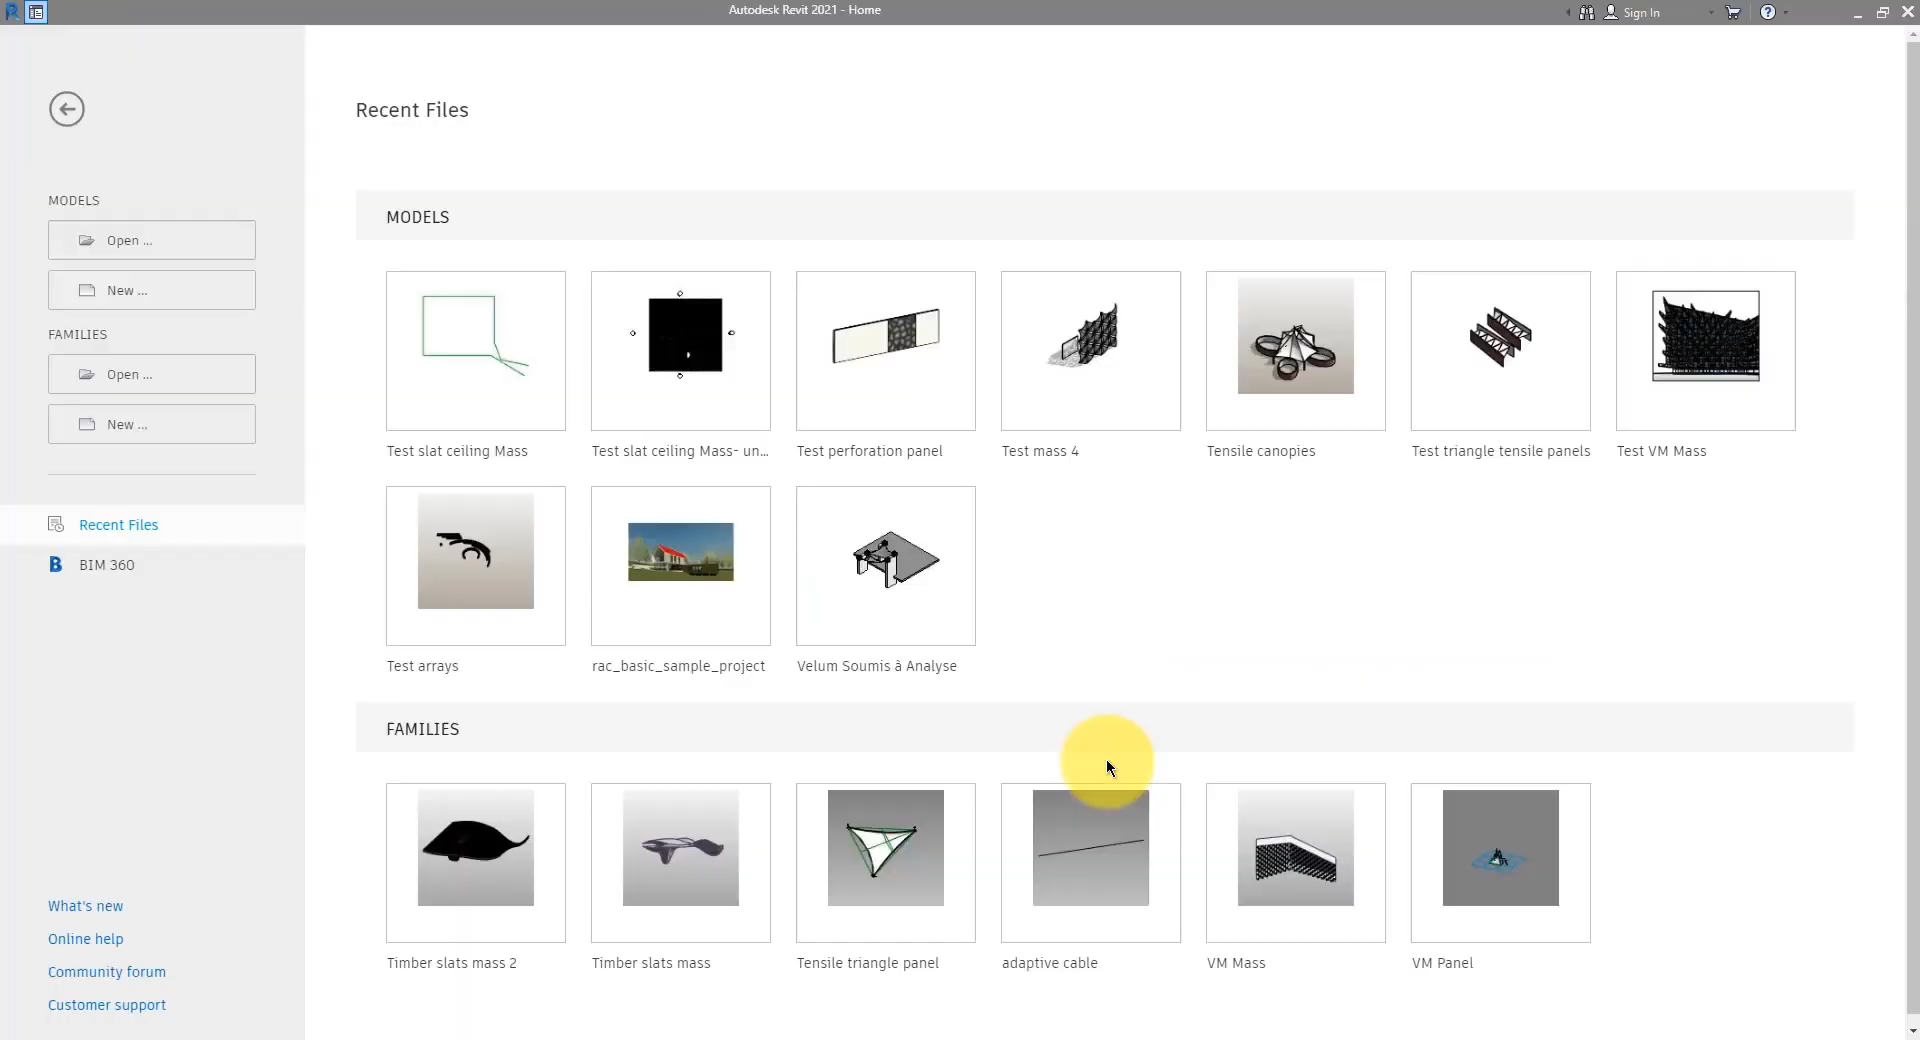 Autodesk Revit 2021 - Home
Sign In
Recent Files
MODELS
Open ...
New ...
FAMILIES
Open ...
New ...
Recent Files
BIM 360
What's new
Online help
Community forum
Customer support
MODELS
Test slat ceiling Mass
Test slat ceiling Mass- un...
Test perforation panel
Test mass 4
Tensile canopies
Test triangle tensile panels
Test VM Mass
Test arrays
rac_basic_sample_project
Velum Soumis à Analyse
FAMILIES
Timber slats mass 2
Timber slats mass
Tensile triangle panel
adaptive cable
VM Mass
VM Panel